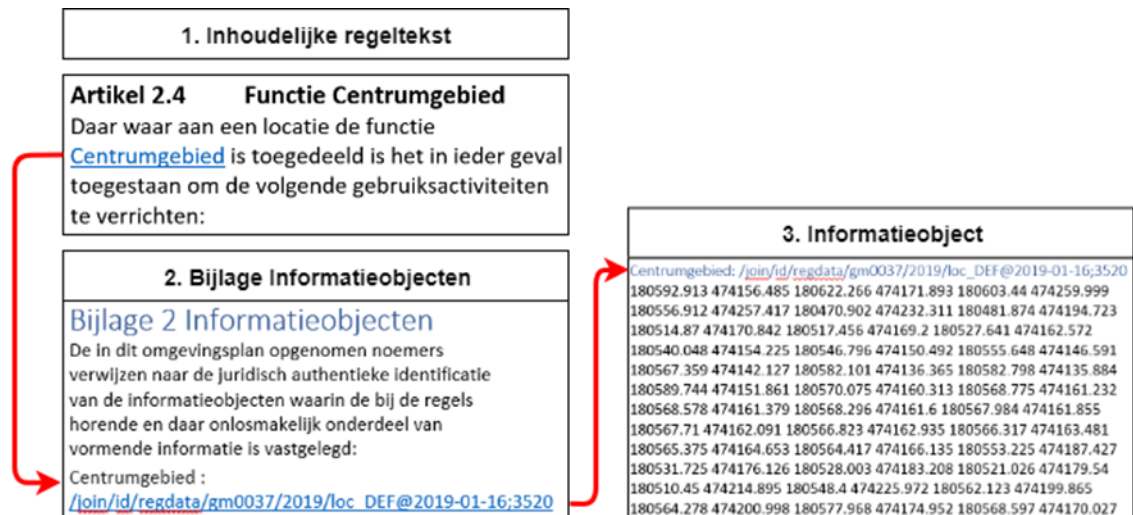 1. Inhoudelijke regeltekst
Artikel 2.4 Functie Centrumgebied
Daar waar aan een locatie de functie
Centrumgebied is toegedeeld is het in ieder geval
toegestaan om de volgende gebruiksactiviteiten
te verrichten:
2. Bijlage Informatieobjecten
Bijlage 2 Informatieobjecten
De in dit omgevingsplan opgenomen noemers
verwijzen naar de juridisch authentieke identificatie
van de informatieobjecten waarin de bij de regels
horende en daar onlosmakelijk onderdeel van
vormende informatie is vastgelegd:
Centrumgebied :
/join/id/regdata/gm0037/2019/loc_DEF@2019-01-16;3520
3. Informatieobject
Centrumgebied: /join/id/regdata/gm0037/2019/loc_DEF@2019-01-16;3520
180592.913 474156.485 180622.266 474171.893 180603.44 474259.999
180556.912 474257.417 180470.902 474232.311 180481.874 474194.723
180514.87 474170.842 180517.456 474169.2 180527.641 474162.572
180540.048 474154.225 180546.796 474150.492 180555.648 474146.591
180567.359 474142.127 180582.101 474136.365 180582.798 474135.884
180589.744 474151.861 180570.075 474160.313 180568.775 474161.232
180568.578 474161.379 180568.296 474161.6 180567.984 474161.855
180567.71 474162.091 180566.823 474162.935 180566.317 474163.481
180565.375 474164.653 180564.417 474166.135 180553.225 474187.427
180531.725 474176.126 180528.003 474183.208 180521.026 474179.54
180510.45 474214.895 180548.4 474225.972 180562.123 474199.865
180564.278 474200.998 180577.968 474174.952 180568.597 474170.027